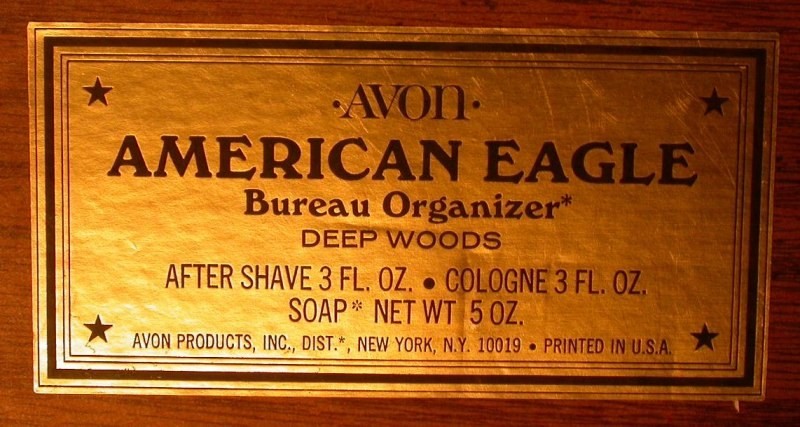 ·AVON·
AMERICAN EAGLE
Bureau Organizer*
DEEP WOODS
AFTER SHAVE 3 FL. OZ. • COLOGNE 3 FL. OZ.
SOAP* NET WT 5 OZ.
AVON PRODUCTS, INC., DIST.*, NEW YORK, N.Y. 10019 • PRINTED IN U.S.A.